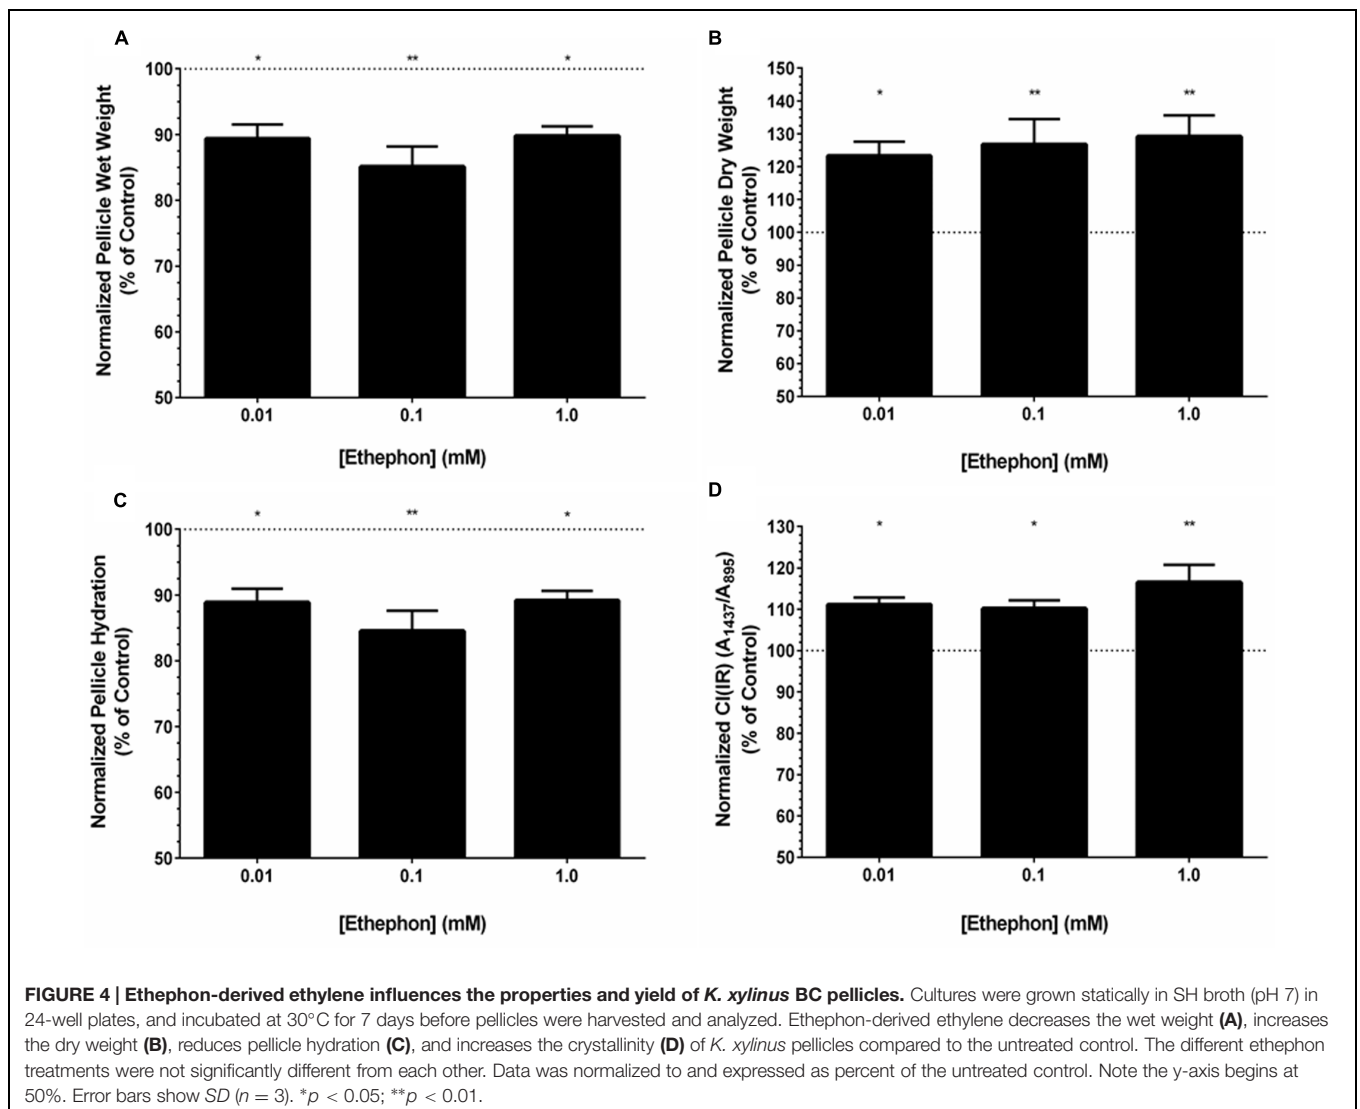 A
* ** *
Normalized Pellicle Wet Weight
(% of Control)
100
90
80
70
60
50
0.01 0.1 1.0
[Ethephon] (mM)
B
* ** **
Normalized Pellicle Dry Weight
(% of Control)
150
140
130
120
110
100
90
80
70
60
50
0.01 0.1 1.0
[Ethephon] (mM)
C
* ** *
Normalized Pellicle Hydration
(% of Control)
100
90
80
70
60
50
0.01 0.1 1.0
[Ethephon] (mM)
D
* * **
Normalized CI(IR) (A1437/A895)
(% of Control)
130
120
110
100
90
80
70
60
50
0.01 0.1 1.0
[Ethephon] (mM)
FIGURE 4 | Ethephon-derived ethylene influences the properties and yield of K. xylinus BC pellicles. Cultures were grown statically in SH broth (pH 7) in
24-well plates, and incubated at 30°C for 7 days before pellicles were harvested and analyzed. Ethephon-derived ethylene decreases the wet weight (A), increases
the dry weight (B), reduces pellicle hydration (C), and increases the crystallinity (D) of K. xylinus pellicles compared to the untreated control. The different ethephon
treatments were not significantly different from each other. Data was normalized to and expressed as percent of the untreated control. Note the y-axis begins at
50%. Error bars show SD (n = 3). *p < 0.05; **p < 0.01.